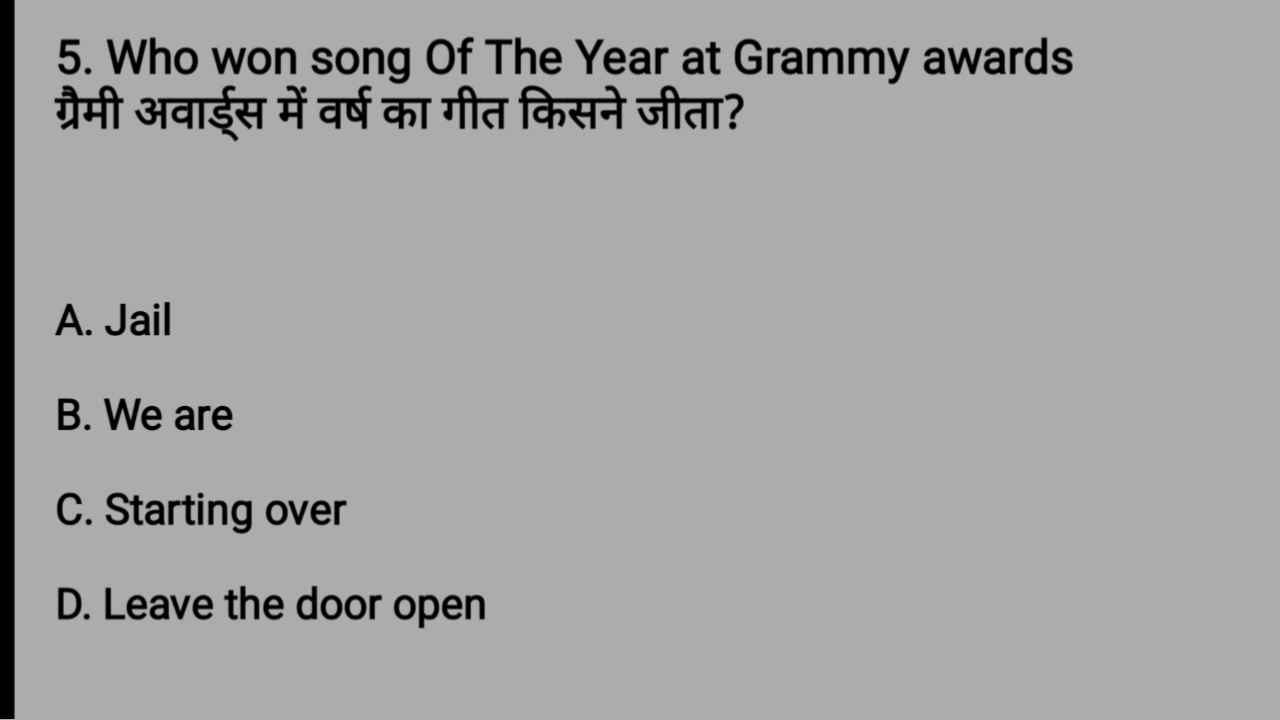 5. Who won song Of The Year at Grammy awards
ग्रैमी अवार्ड्स में वर्ष का गीत किसने जीता?
A. Jail
B. We are
C. Starting over
D. Leave the door open